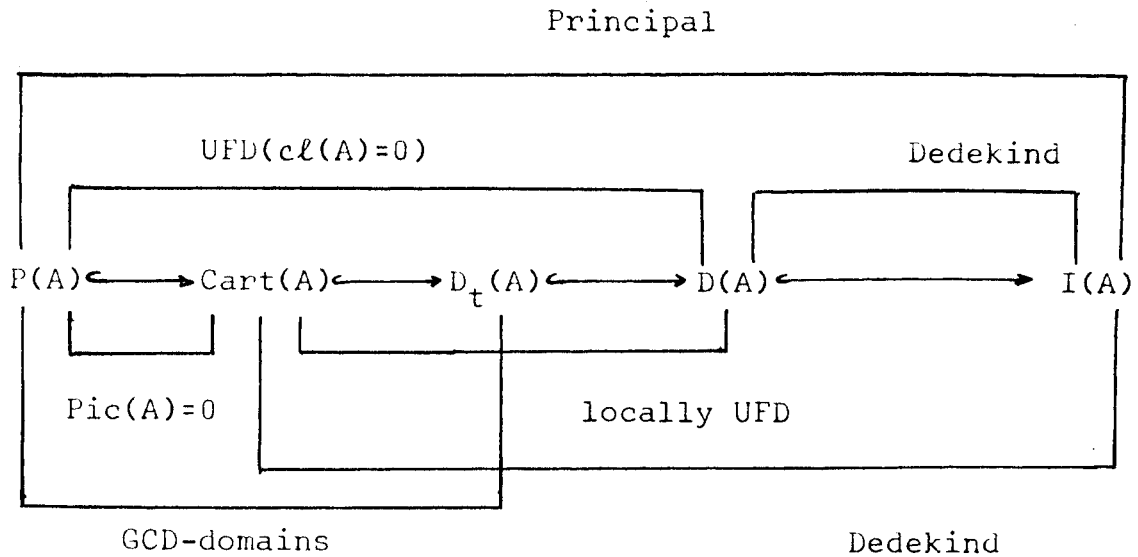 Principal
UFD(cℓ(A)=0) Dedekind
P(A) Cart(A) D_t(A) D(A) I(A)
Pic(A)=0 locally UFD
GCD-domains Dedekind